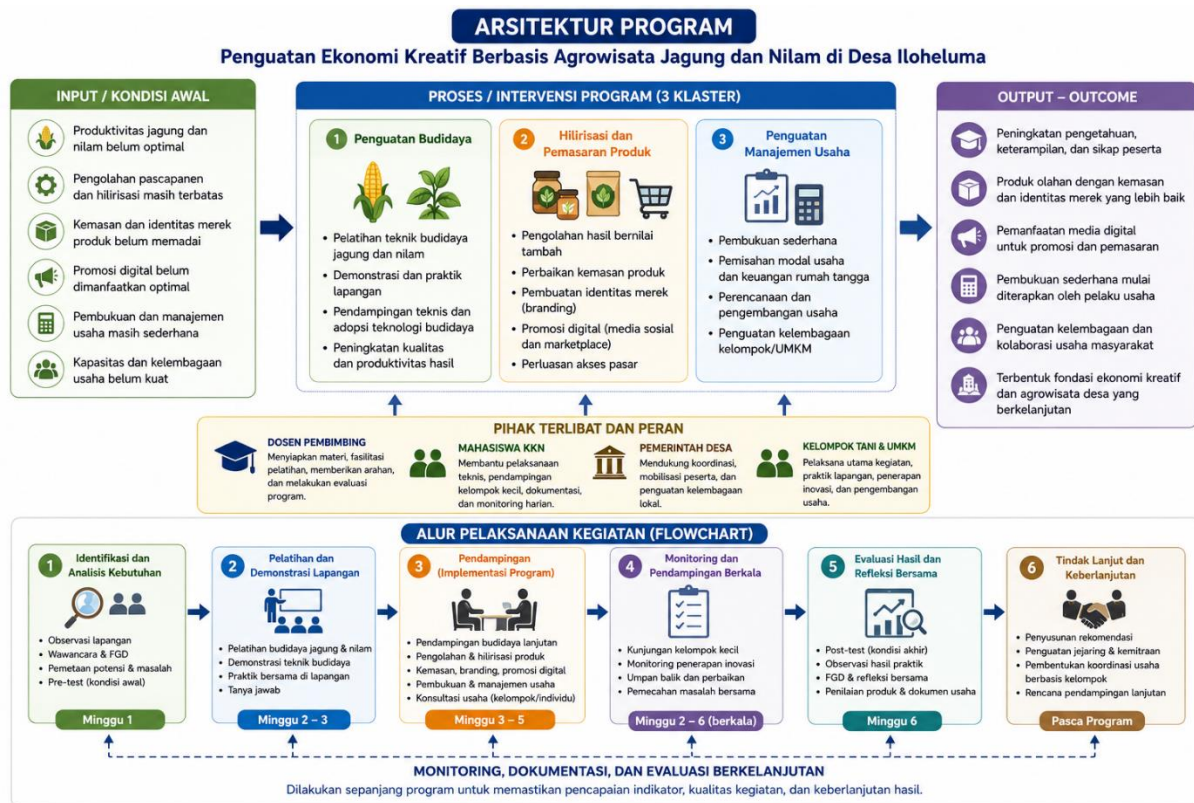 ARSITEKTUR PROGRAM
Penguatan Ekonomi Kreatif Berbasis Agrowisata Jagung dan Nilam di Desa Iloheluma
INPUT / KONDISI AWAL
Produktivitas jagung dan
nilam belum optimal
Pengolahan pascapanen
dan hilirisasi masih terbatas
Kemasan dan identitas merek
produk belum memadai
Promosi digital belum
dimanfaatkan optimal
Pembukuan dan manajemen
usaha masih sederhana
Kapasitas dan kelembagaan
usaha belum kuat
PROSES / INTERVENSI PROGRAM (3 KLASTER)
1 Penguatan Budidaya
• Pelatihan teknik budidaya
jagung dan nilam
• Demonstrasi dan praktik
lapangan
• Pendampingan teknis dan
adopsi teknologi budidaya
• Peningkatan kualitas
dan produktivitas hasil
2 Hilirisasi dan
Pemasaran Produk
• Pengolahan hasil bernilai
tambah
• Perbaikan kemasan produk
• Pembuatan identitas merek
(branding)
• Promosi digital (media sosial
dan marketplace)
• Perluasan akses pasar
3 Penguatan
Manajemen Usaha
• Pembukuan sederhana
• Pemisahan modal usaha
dan keuangan rumah tangga
• Perencanaan dan
pengembangan usaha
• Penguatan kelembagaan
kelompok/UMKM
OUTPUT – OUTCOME
Peningkatan pengetahuan,
keterampilan, dan sikap peserta
Produk olahan dengan kemasan
dan identitas merek yang lebih baik
Pemanfaatan media digital
untuk promosi dan pemasaran
Pembukuan sederhana mulai
diterapkan oleh pelaku usaha
Penguatan kelembagaan dan
kolaborasi usaha masyarakat
Terbentuk fondasi ekonomi kreatif
dan agrowisata desa yang
berkelanjutan
PIHAK TERLIBAT DAN PERAN
DOSEN PEMBIMBING
Menyiapkan materi, fasilitasi
pelatihan, memberikan arahan,
dan melakukan evaluasi
program.
MAHASISWA KKN
Membantu pelaksanaan
teknis, pendampingan
kelompok kecil, dokumentasi,
dan monitoring harian.
PEMERINTAH DESA
Mendukung koordinasi,
mobilisasi peserta, dan
penguatan kelembagaan
lokal.
KELOMPOK TANI & UMKM
Pelaksana utama kegiatan,
praktik lapangan, penerapan
inovasi, dan pengembangan
usaha.
ALUR PELAKSANAAN KEGIATAN (FLOWCHART)
1 Identifikasi dan
Analisis Kebutuhan
• Observasi lapangan
• Wawancara & FGD
• Pemetaan potensi & masalah
• Pre-test (kondisi awal)
Minggu 1
2 Pelatihan dan
Demonstrasi Lapangan
• Pelatihan budidaya jagung & nilam
• Demonstrasi teknik budidaya
• Praktik bersama di lapangan
• Tanya jawab
Minggu 2 – 3
3 Pendampingan
(Implementasi Program)
• Pendampingan budidaya lanjutan
• Pengolahan & hilirisasi produk
• Kemasan, branding, promosi digital
• Pembukuan & manajemen usaha
• Konsultasi usaha (kelompok/individu)
Minggu 3 – 5
4 Monitoring dan
Pendampingan Berkala
• Kunjungan kelompok kecil
• Monitoring penerapan inovasi
• Umpan balik dan perbaikan
• Pemecahan masalah bersama
Minggu 2 – 6 (berkala)
5 Evaluasi Hasil dan
Refleksi Bersama
• Post-test (kondisi akhir)
• Observasi hasil praktik
• FGD & refleksi bersama
• Penilaian produk & dokumen usaha
Minggu 6
6 Tindak Lanjut dan
Keberlanjutan
• Penyusunan rekomendasi
• Penguatan jejaring & kemitraan
• Pembentukan koordinasi usaha
berbasis kelompok
• Rencana pendampingan lanjutan
Pasca Program
MONITORING, DOKUMENTASI, DAN EVALUASI BERKELANJUTAN
Dilakukan sepanjang program untuk memastikan pencapaian indikator, kualitas kegiatan, dan keberlanjutan hasil.